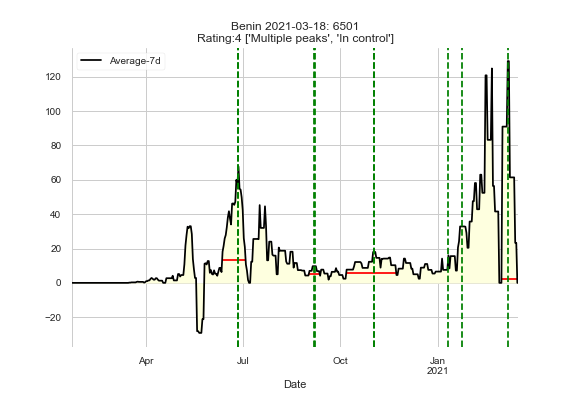 Benin 2021-03-18: 6501
Rating:4 ['Multiple peaks', 'In control']
Average-7d
120
100
80
60
40
20
0
−20
Apr
Jul
Oct
Jan
2021
Date